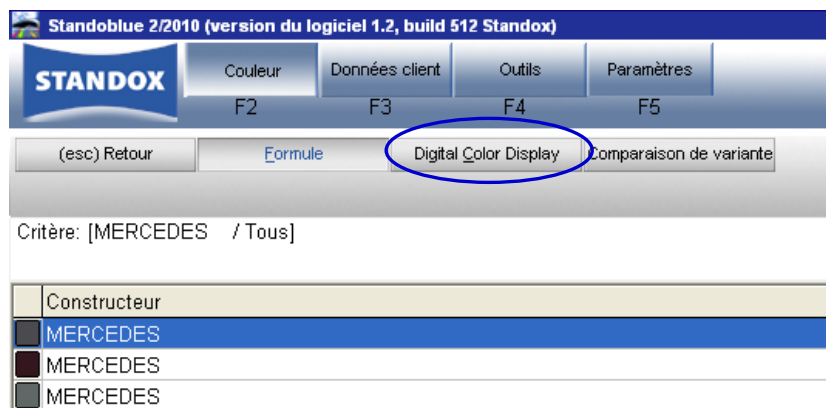 Standoblue 2/2010 (version du logiciel 1.2, build 512 Standox)
STANDOX Couleur Données client Outils Paramètres
F2 F3 F4 F5
(esc) Retour Formule Digital Color Display Comparaison de variante
Critère: [MERCEDES / Tous]
Constructeur
MERCEDES
MERCEDES
MERCEDES